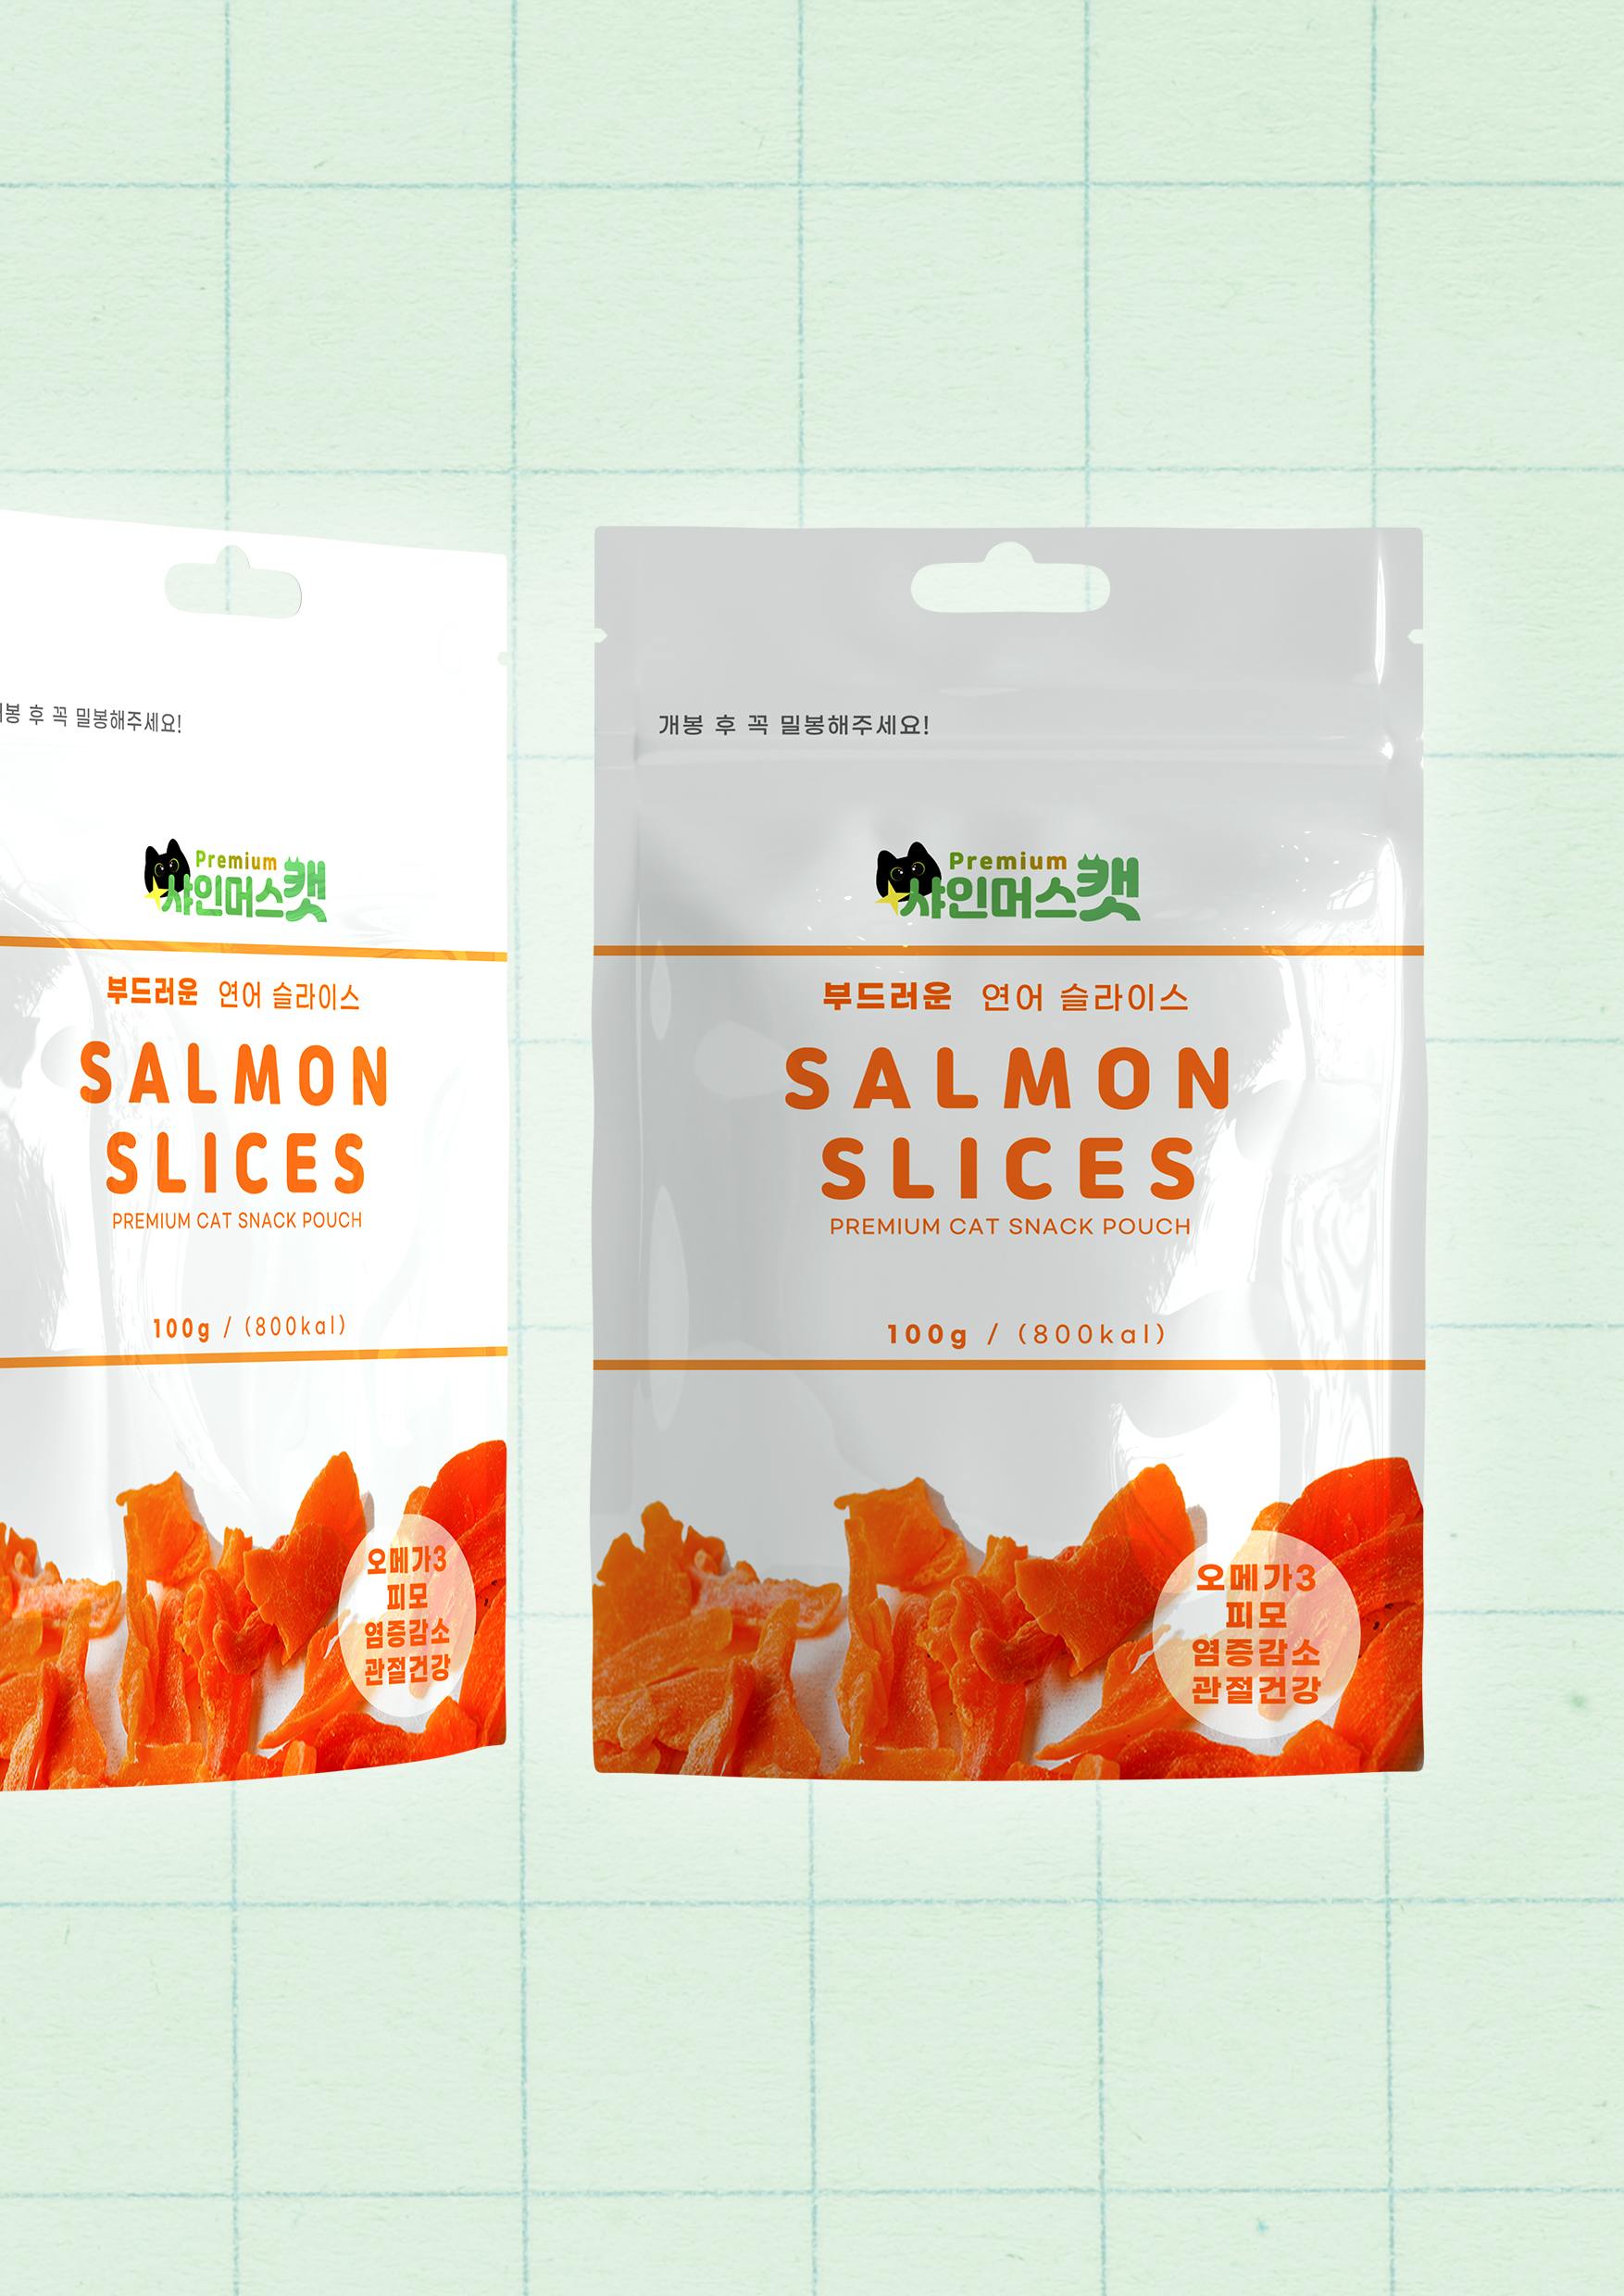 봉 후 꼭 밀봉해주세요!
Premium
샤인머스캣
부드러운 연어 슬라이스
SALMON
SLICES
PREMIUM CAT SNACK POUCH
100g / (800kal)
오메가3
피모
염증감소
관절건강
개봉 후 꼭 밀봉해주세요!
Premium
샤인머스캣
부드러운 연어 슬라이스
SALMON
SLICES
PREMIUM CAT SNACK POUCH
100g / (800kal)
오메가3
피모
염증감소
관절건강